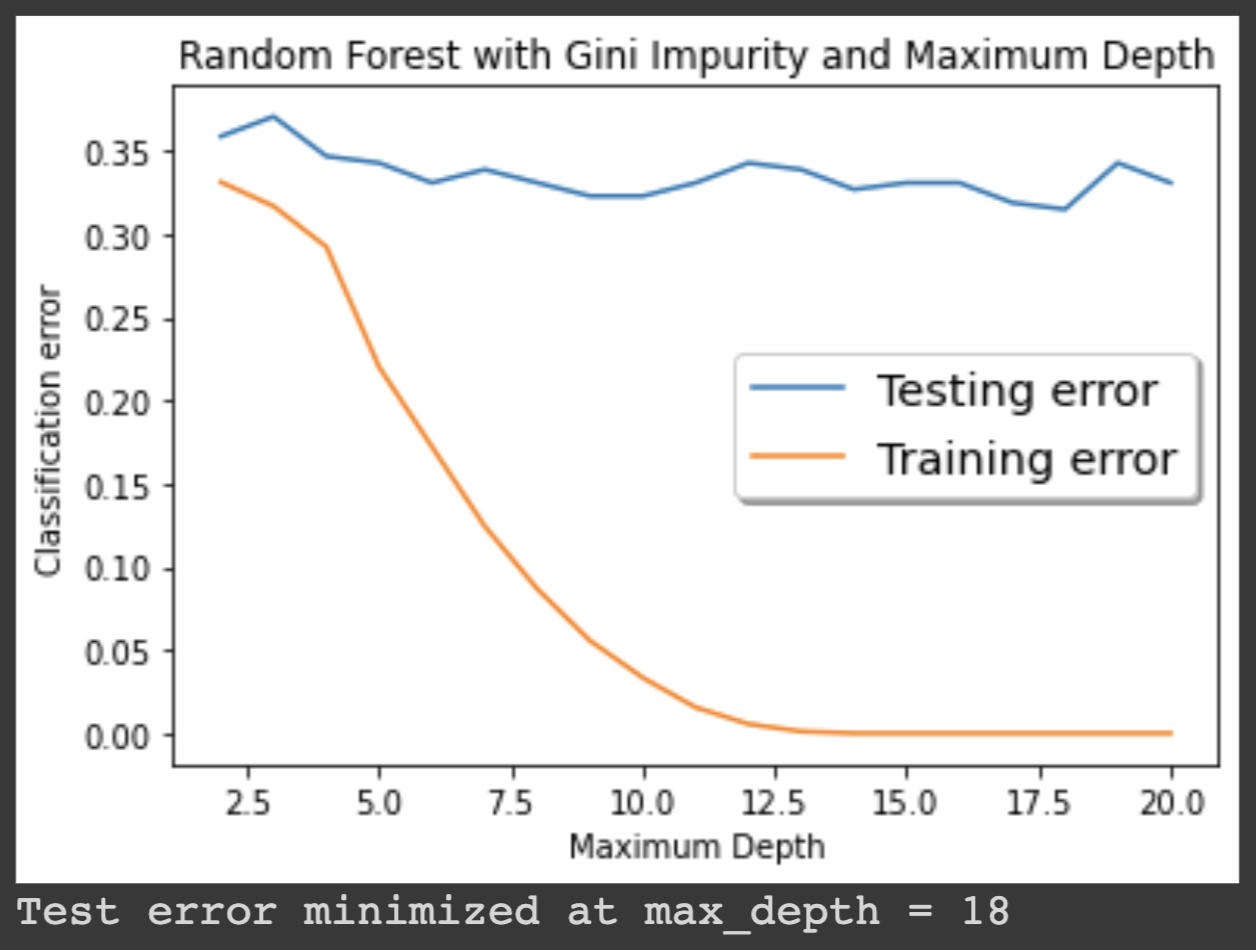 Random Forest with Gini Impurity and Maximum Depth
Classification error
0.35
0.30
0.25
0.20
0.15
0.10
0.05
0.00
Testing error
Training error
2.5 5.0 7.5 10.0 12.5 15.0 17.5 20.0
Maximum Depth
Test error minimized at max_depth = 18